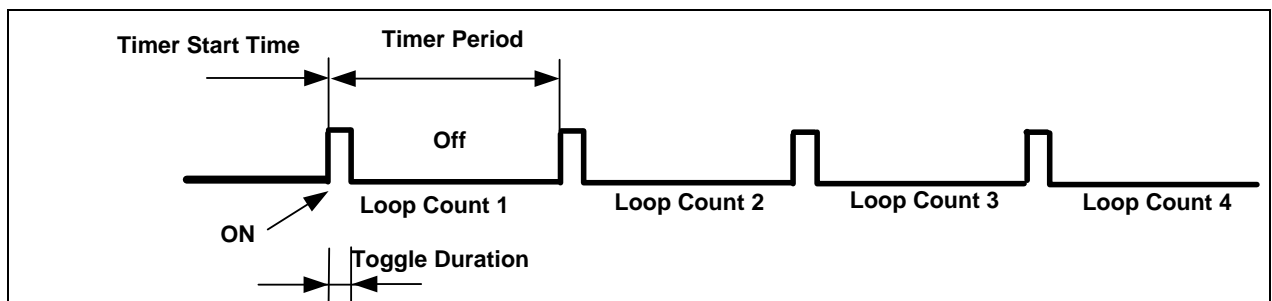 Timer Start Time
Timer Period
Off
Loop Count 1
Loop Count 2
Loop Count 3
Loop Count 4
ON
Toggle Duration